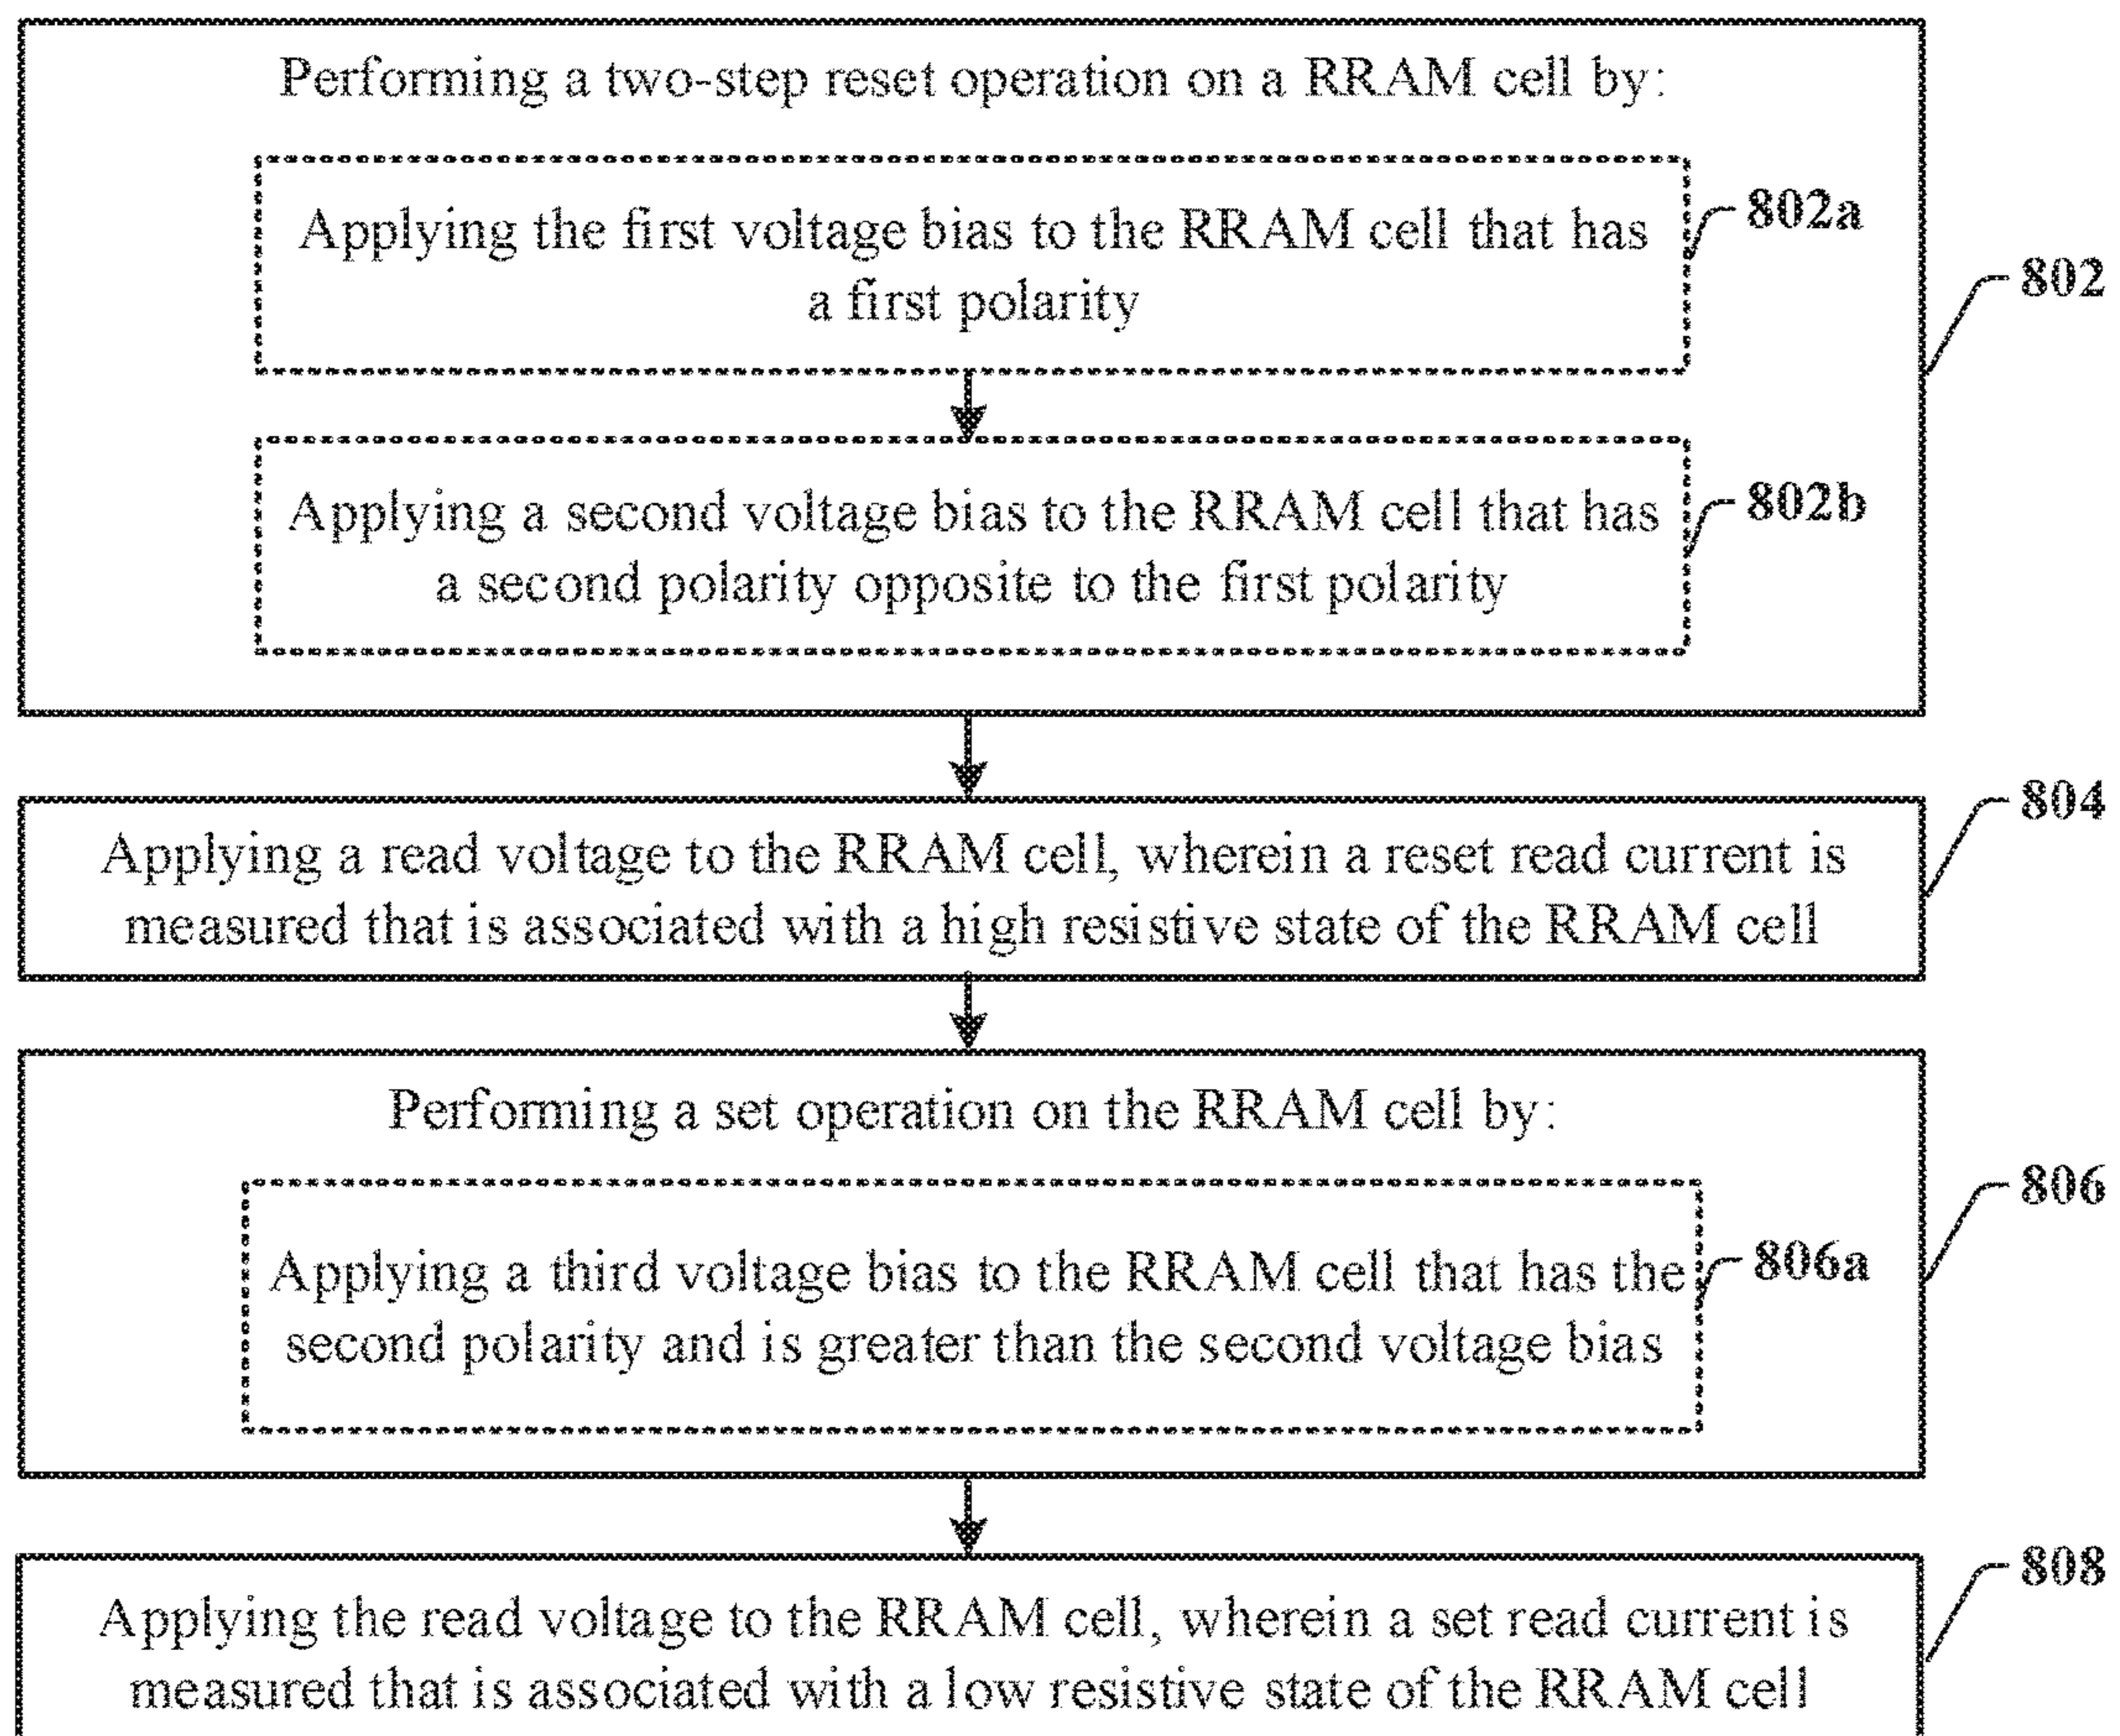 Performing a two-step reset operation on a RRAM cell by:
Applying the first voltage bias to the RRAM cell that has
a first polarity
802a
802
Applying a second voltage bias to the RRAM cell that has
a second polarity opposite to the first polarity
802b
804
Applying a read voltage to the RRAM cell, wherein a reset read current is
measured that is associated with a high resistive state of the RRAM cell
Performing a set operation on the RRAM cell by:
806
Applying a third voltage bias to the RRAM cell that has the
second polarity and is greater than the second voltage bias
806a
808
Applying the read voltage to the RRAM cell, wherein a set read current is
measured that is associated with a low resistive state of the RRAM cell